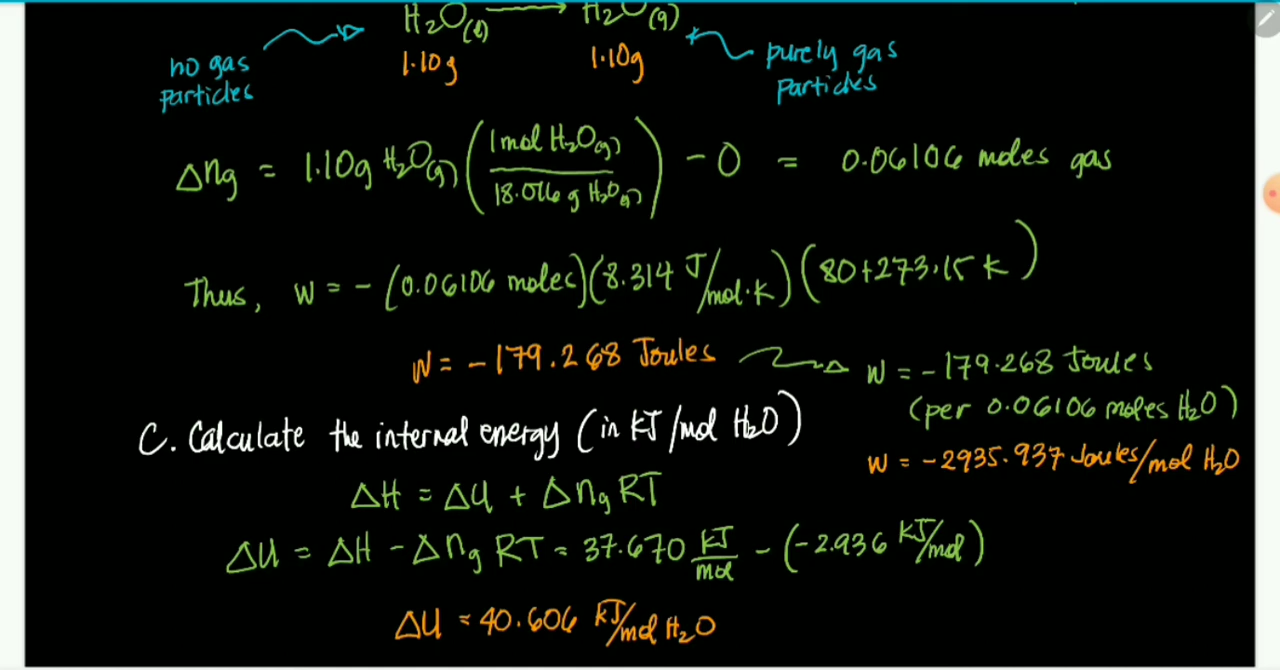 H₂O(l) ⟶ H₂O(g)
no gas particles
1.10g 1.10g
purely gas particles
Δng = 1.10g H₂O(g) (1 mol H₂O(g) / 18.016 g H₂O(g)) - 0 = 0.06106 moles gas
Thus, W = - (0.06106 moles)(8.314 J/mol·K)(80+273.15 K)
W = -179.268 Joules
W = -179.268 Joules
(per 0.06106 moles H₂O)
W = -2935.937 Joules/mol H₂O
C. Calculate the internal energy (in KJ/mol H₂O)
ΔH = ΔU + Δng RT
ΔU = ΔH - Δng RT = 37.670 KJ/mol - (-2.936 KJ/mol)
ΔU = 40.606 KJ/mol H₂O